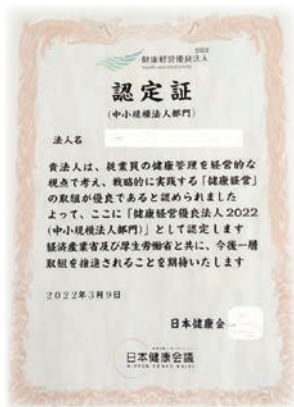 2022
健康経営優良法人
Health and productivity
認定証
(中小規模法人部門)
法人名
貴法人は、従業員の健康管理を経営的な
視点で考え、戦略的に実践する「健康経営」
の取組が優良であると認められました
よって、ここに「健康経営優良法人2022
(中小規模法人部門)」として認定します
経済産業省及び厚生労働省と共に、今後一層
取組を推進されることを期待いたします
2022年3月9日
日本健康会
日本健康会議
NIPPON KENKO KAIGI